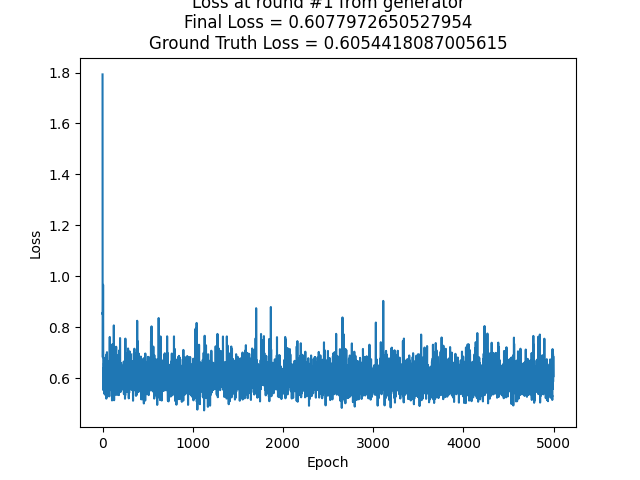 Loss at round #1 from generator
Final Loss = 0.6077972650527954
Ground Truth Loss = 0.6054418087005615
1.8
1.6
1.4
1.2
1.0
0.8
0.6
Loss
0
1000
2000
3000
4000
5000
Epoch